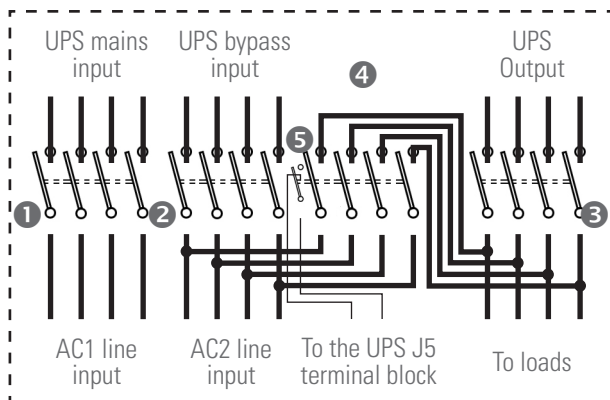 UPS mains
input
UPS bypass
input
UPS
Output
4
5
1
2
3
AC1 line
input
AC2 line
input
To the UPS J5
terminal block
To loads